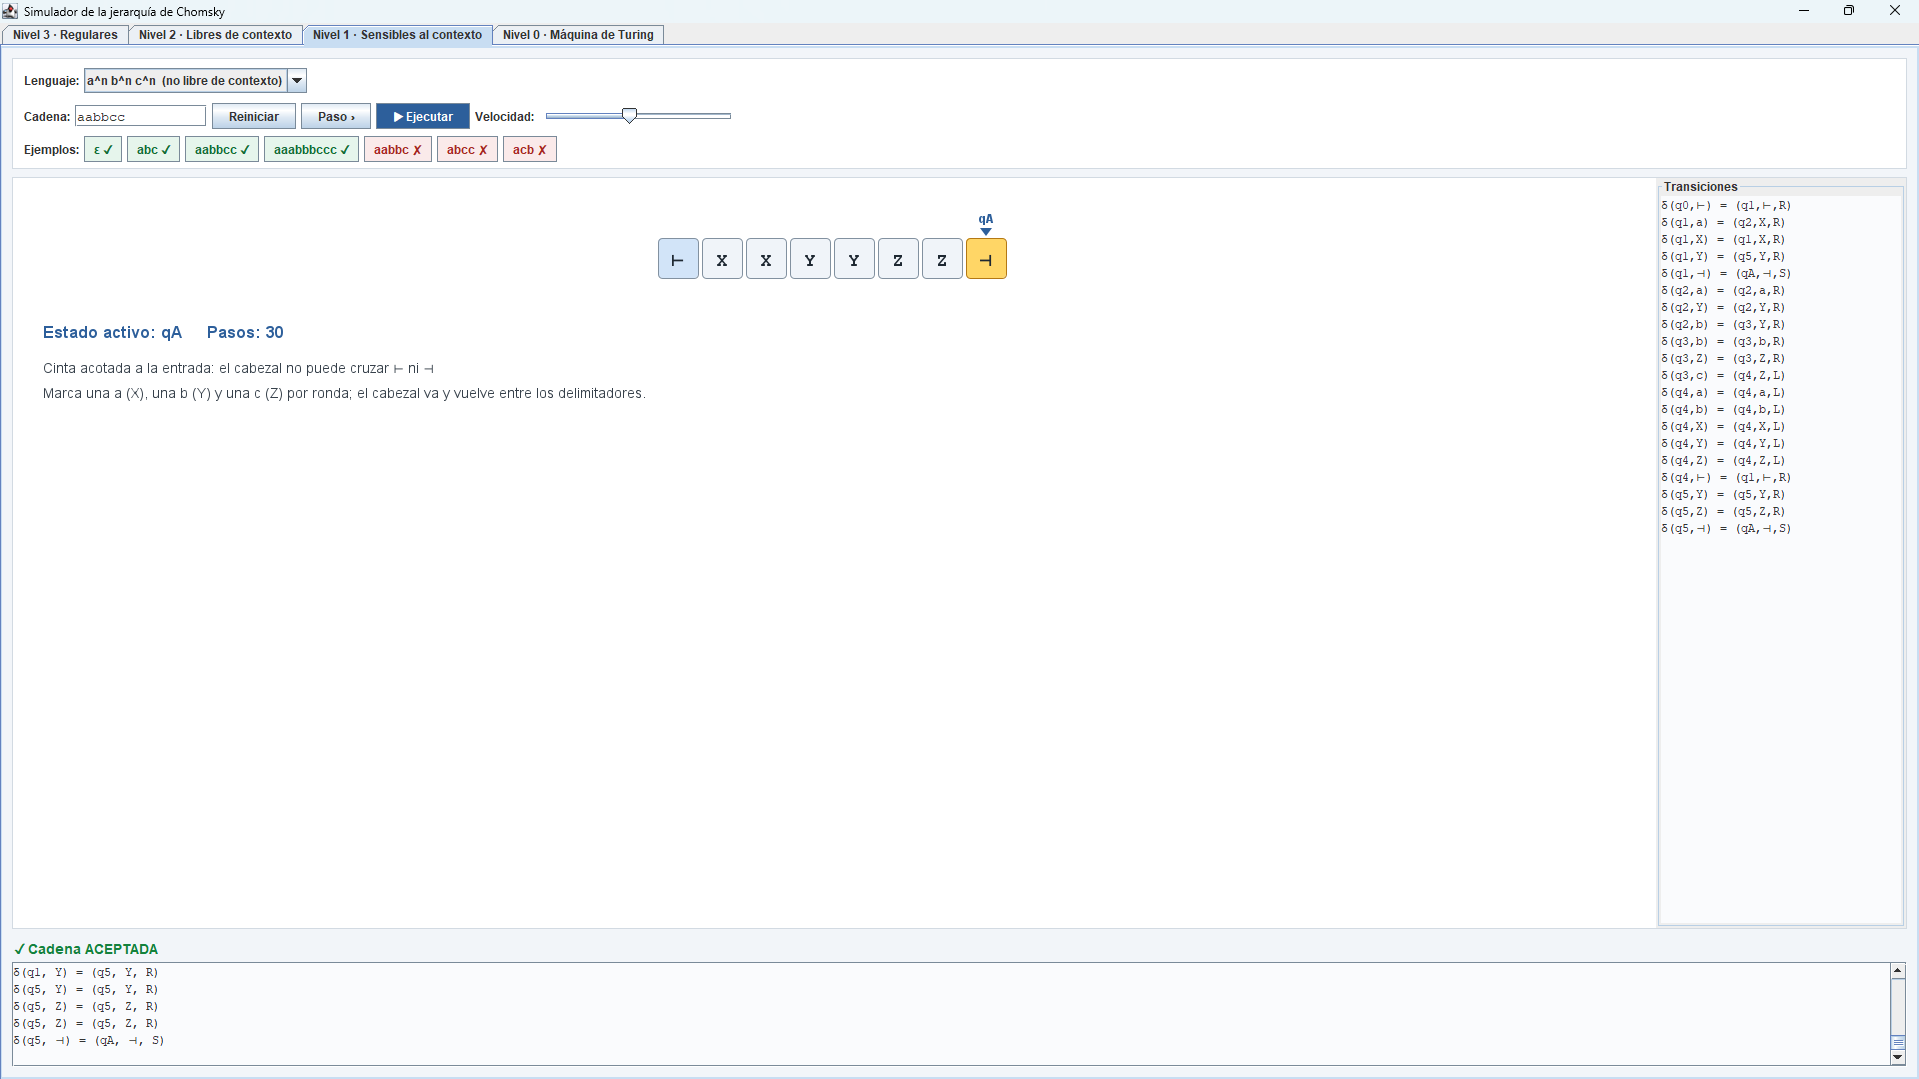 Simulador de la jerarquía de Chomsky
Nivel 3 · Regulares Nivel 2 · Libres de contexto Nivel 1 · Sensibles al contexto Nivel 0 · Máquina de Turing
Lenguaje: a^n b^n c^n (no libre de contexto)
Cadena: aabbcc Reiniciar Paso › ▶ Ejecutar Velocidad:
Ejemplos: ε ✓ abc ✓ aabbcc ✓ aaabbbccc ✓ aabbc ✗ abcc ✗ acb ✗
qA
⊢ X X Y Y Z Z ⊣
Estado activo: qA Pasos: 30
Cinta acotada a la entrada: el cabezal no puede cruzar ⊢ ni ⊣
Marca una a (X), una b (Y) y una c (Z) por ronda; el cabezal va y vuelve entre los delimitadores.
Transiciones
δ(q0,⊢) = (q1,⊢,R)
δ(q1,a) = (q2,X,R)
δ(q1,X) = (q1,X,R)
δ(q1,Y) = (q5,Y,R)
δ(q1,⊣) = (qA,⊣,S)
δ(q2,a) = (q2,a,R)
δ(q2,Y) = (q2,Y,R)
δ(q2,b) = (q3,Y,R)
δ(q3,b) = (q3,b,R)
δ(q3,Z) = (q3,Z,R)
δ(q3,c) = (q4,Z,L)
δ(q4,a) = (q4,a,L)
δ(q4,b) = (q4,b,L)
δ(q4,X) = (q4,X,L)
δ(q4,Y) = (q4,Y,L)
δ(q4,Z) = (q4,Z,L)
δ(q4,⊢) = (q1,⊢,R)
δ(q5,Y) = (q5,Y,R)
δ(q5,Z) = (q5,Z,R)
δ(q5,⊣) = (qA,⊣,S)
✓ Cadena ACEPTADA
δ(q1, Y) = (q5, Y, R)
δ(q5, Y) = (q5, Y, R)
δ(q5, Z) = (q5, Z, R)
δ(q5, Z) = (q5, Z, R)
δ(q5, ⊣) = (qA, ⊣, S)